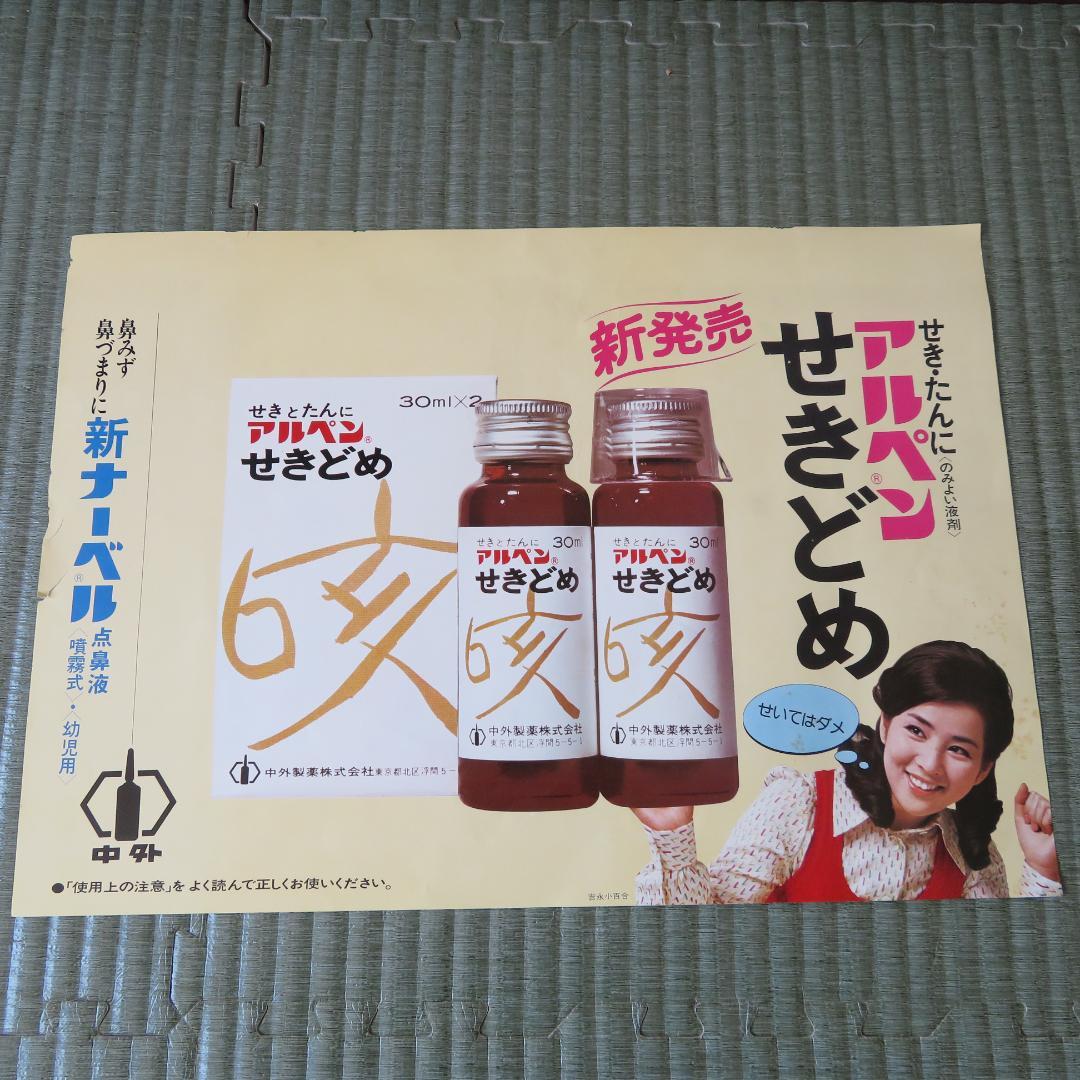 せき・たんに〈のみよい液剤〉
アルペン®
せきどめ
新発売
せいてはダメ
せきとたんに
30ml×2
アルペン®
せきどめ
咳
中外製薬株式会社東京都北区浮間5-
せきとたんに
30ml
アルペン®
せきどめ
咳
中外製薬株式会社
東京都北区浮間5-5-1
せきとたんに
30ml
アルペン®
せきどめ
咳
中外製薬株式会社
東京都北区浮間5-5-1
吉永小百合
鼻みず
鼻づまりに
新ナーベル®
点鼻液
〈噴霧式〉・〈幼児用〉
中外
●「使用上の注意」をよく読んで正しくお使いください。